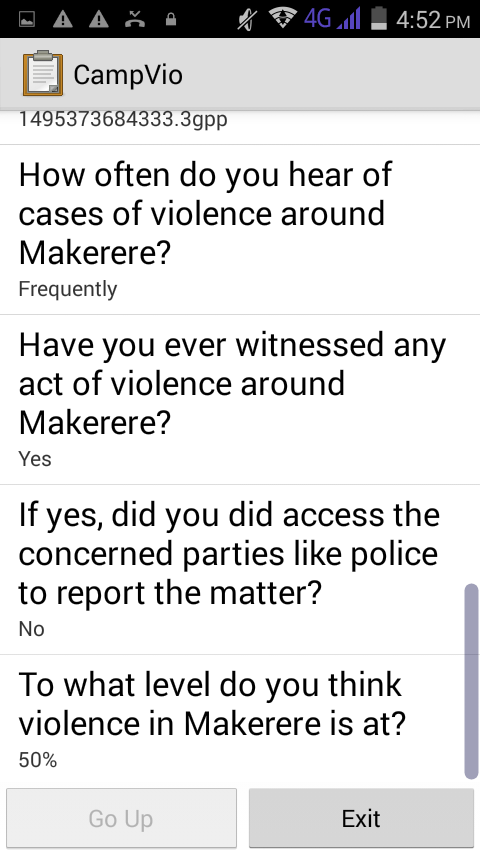 4G 4:52 PM
CampVio
1495373684333.3gpp
How often do you hear of
cases of violence around
Makerere?
Frequently
Have you ever witnessed any
act of violence around
Makerere?
Yes
If yes, did you did access the
concerned parties like police
to report the matter?
No
To what level do you think
violence in Makerere is at?
50%
Go Up
Exit